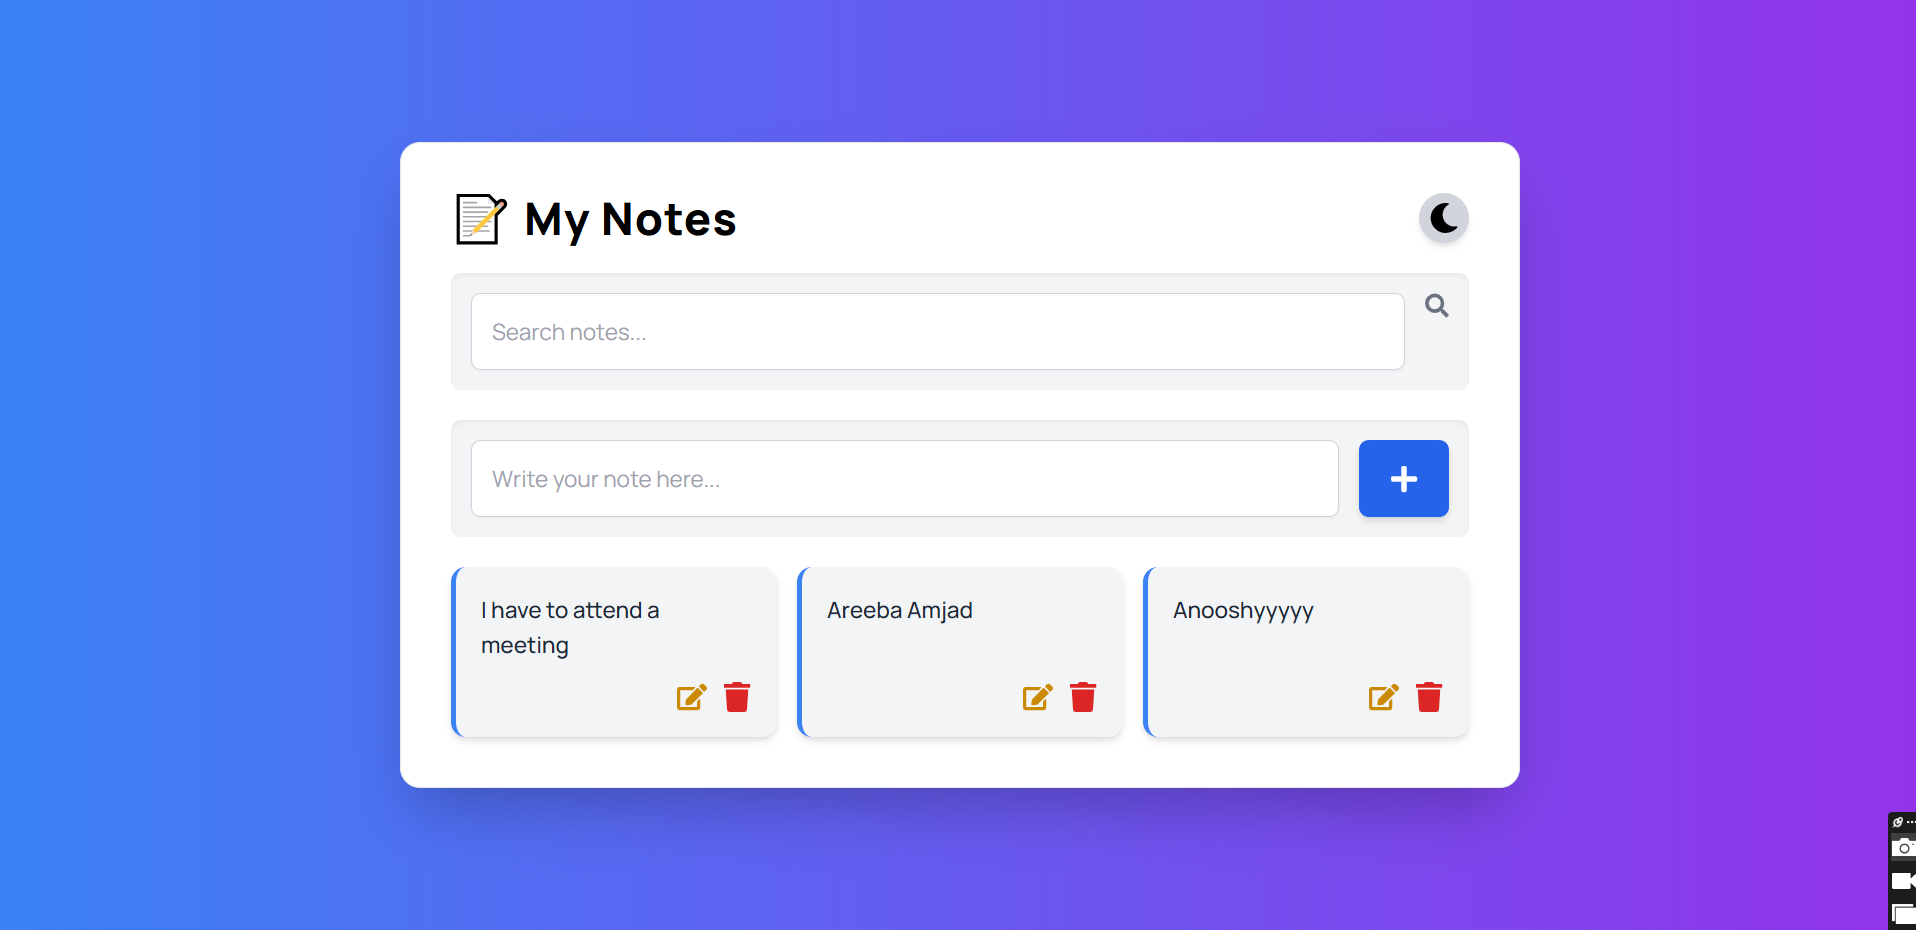 My Notes
Search notes...
Write your note here...
I have to attend a
meeting
Areeba Amjad
Anooshyyyyy